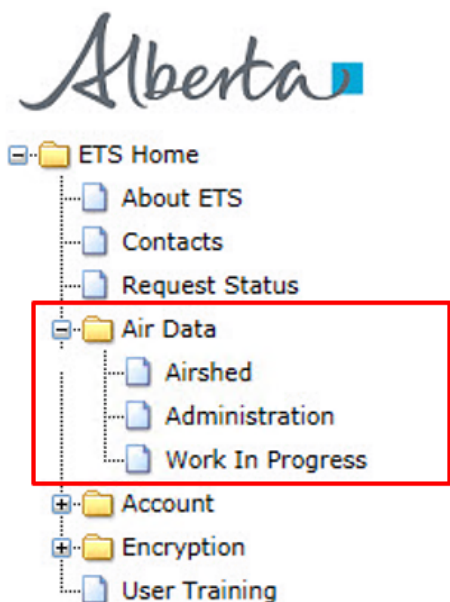 Alberta
ETS Home
About ETS
Contacts
Request Status
Air Data
Airshed
Administration
Work In Progress
Account
Encryption
User Training